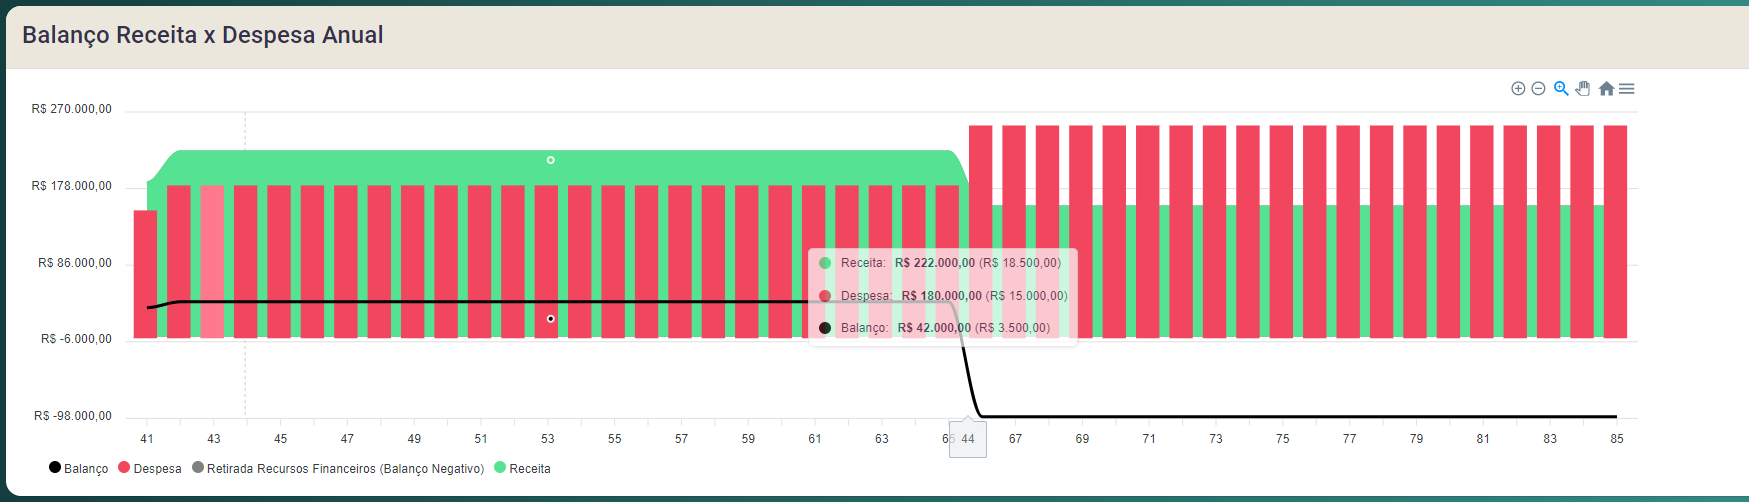 Balanço Receita x Despesa Anual
R$ 270.000,00
R$ 178.000,00
R$ 86.000,00
R$ -6.000,00
R$ -98.000,00
Receita: R$ 222.000,00 (R$ 18.500,00)
Despesa: R$ 180.000,00 (R$ 15.000,00)
Balanço: R$ 42.000,00 (R$ 3.500,00)
41 43 45 47 49 51 53 55 57 59 61 63 65 44 67 69 71 73 75 77 79 81 83 85
Balanço Despesa Retirada Recursos Financeiros (Balanço Negativo) Receita